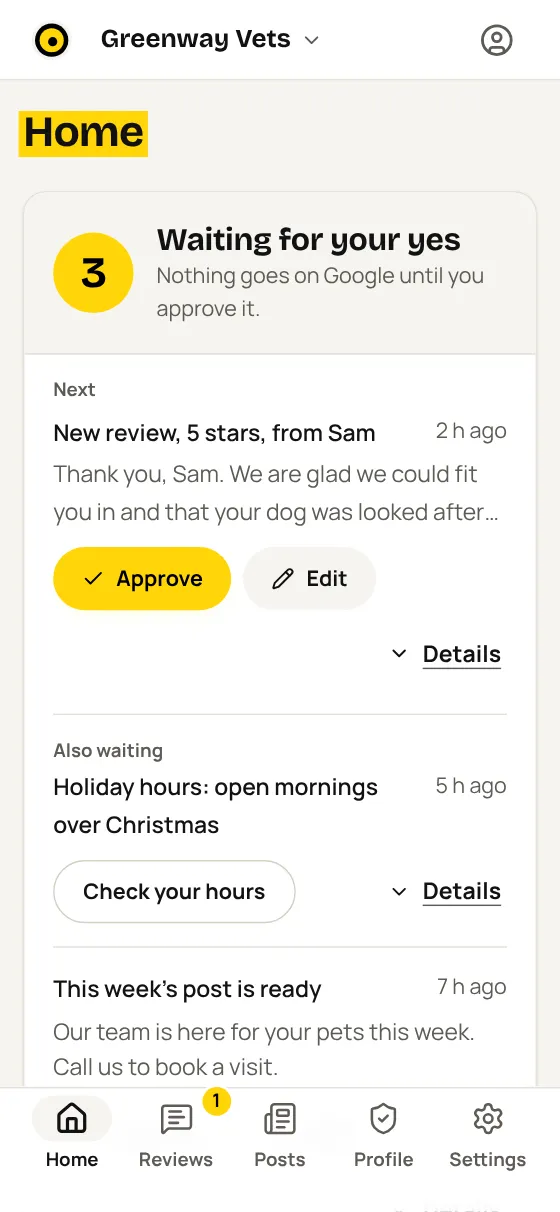 Greenway Vets
Home
3
Waiting for your yes
Nothing goes on Google until you
approve it.
Next
New review, 5 stars, from Sam
2 h ago
Thank you, Sam. We are glad we could fit
you in and that your dog was looked after…
Approve
Edit
Details
Also waiting
Holiday hours: open mornings
over Christmas
5 h ago
Check your hours
Details
This week’s post is ready
7 h ago
Our team is here for your pets this week.
Call us to book a visit.
1
Home
Reviews
Posts
Profile
Settings